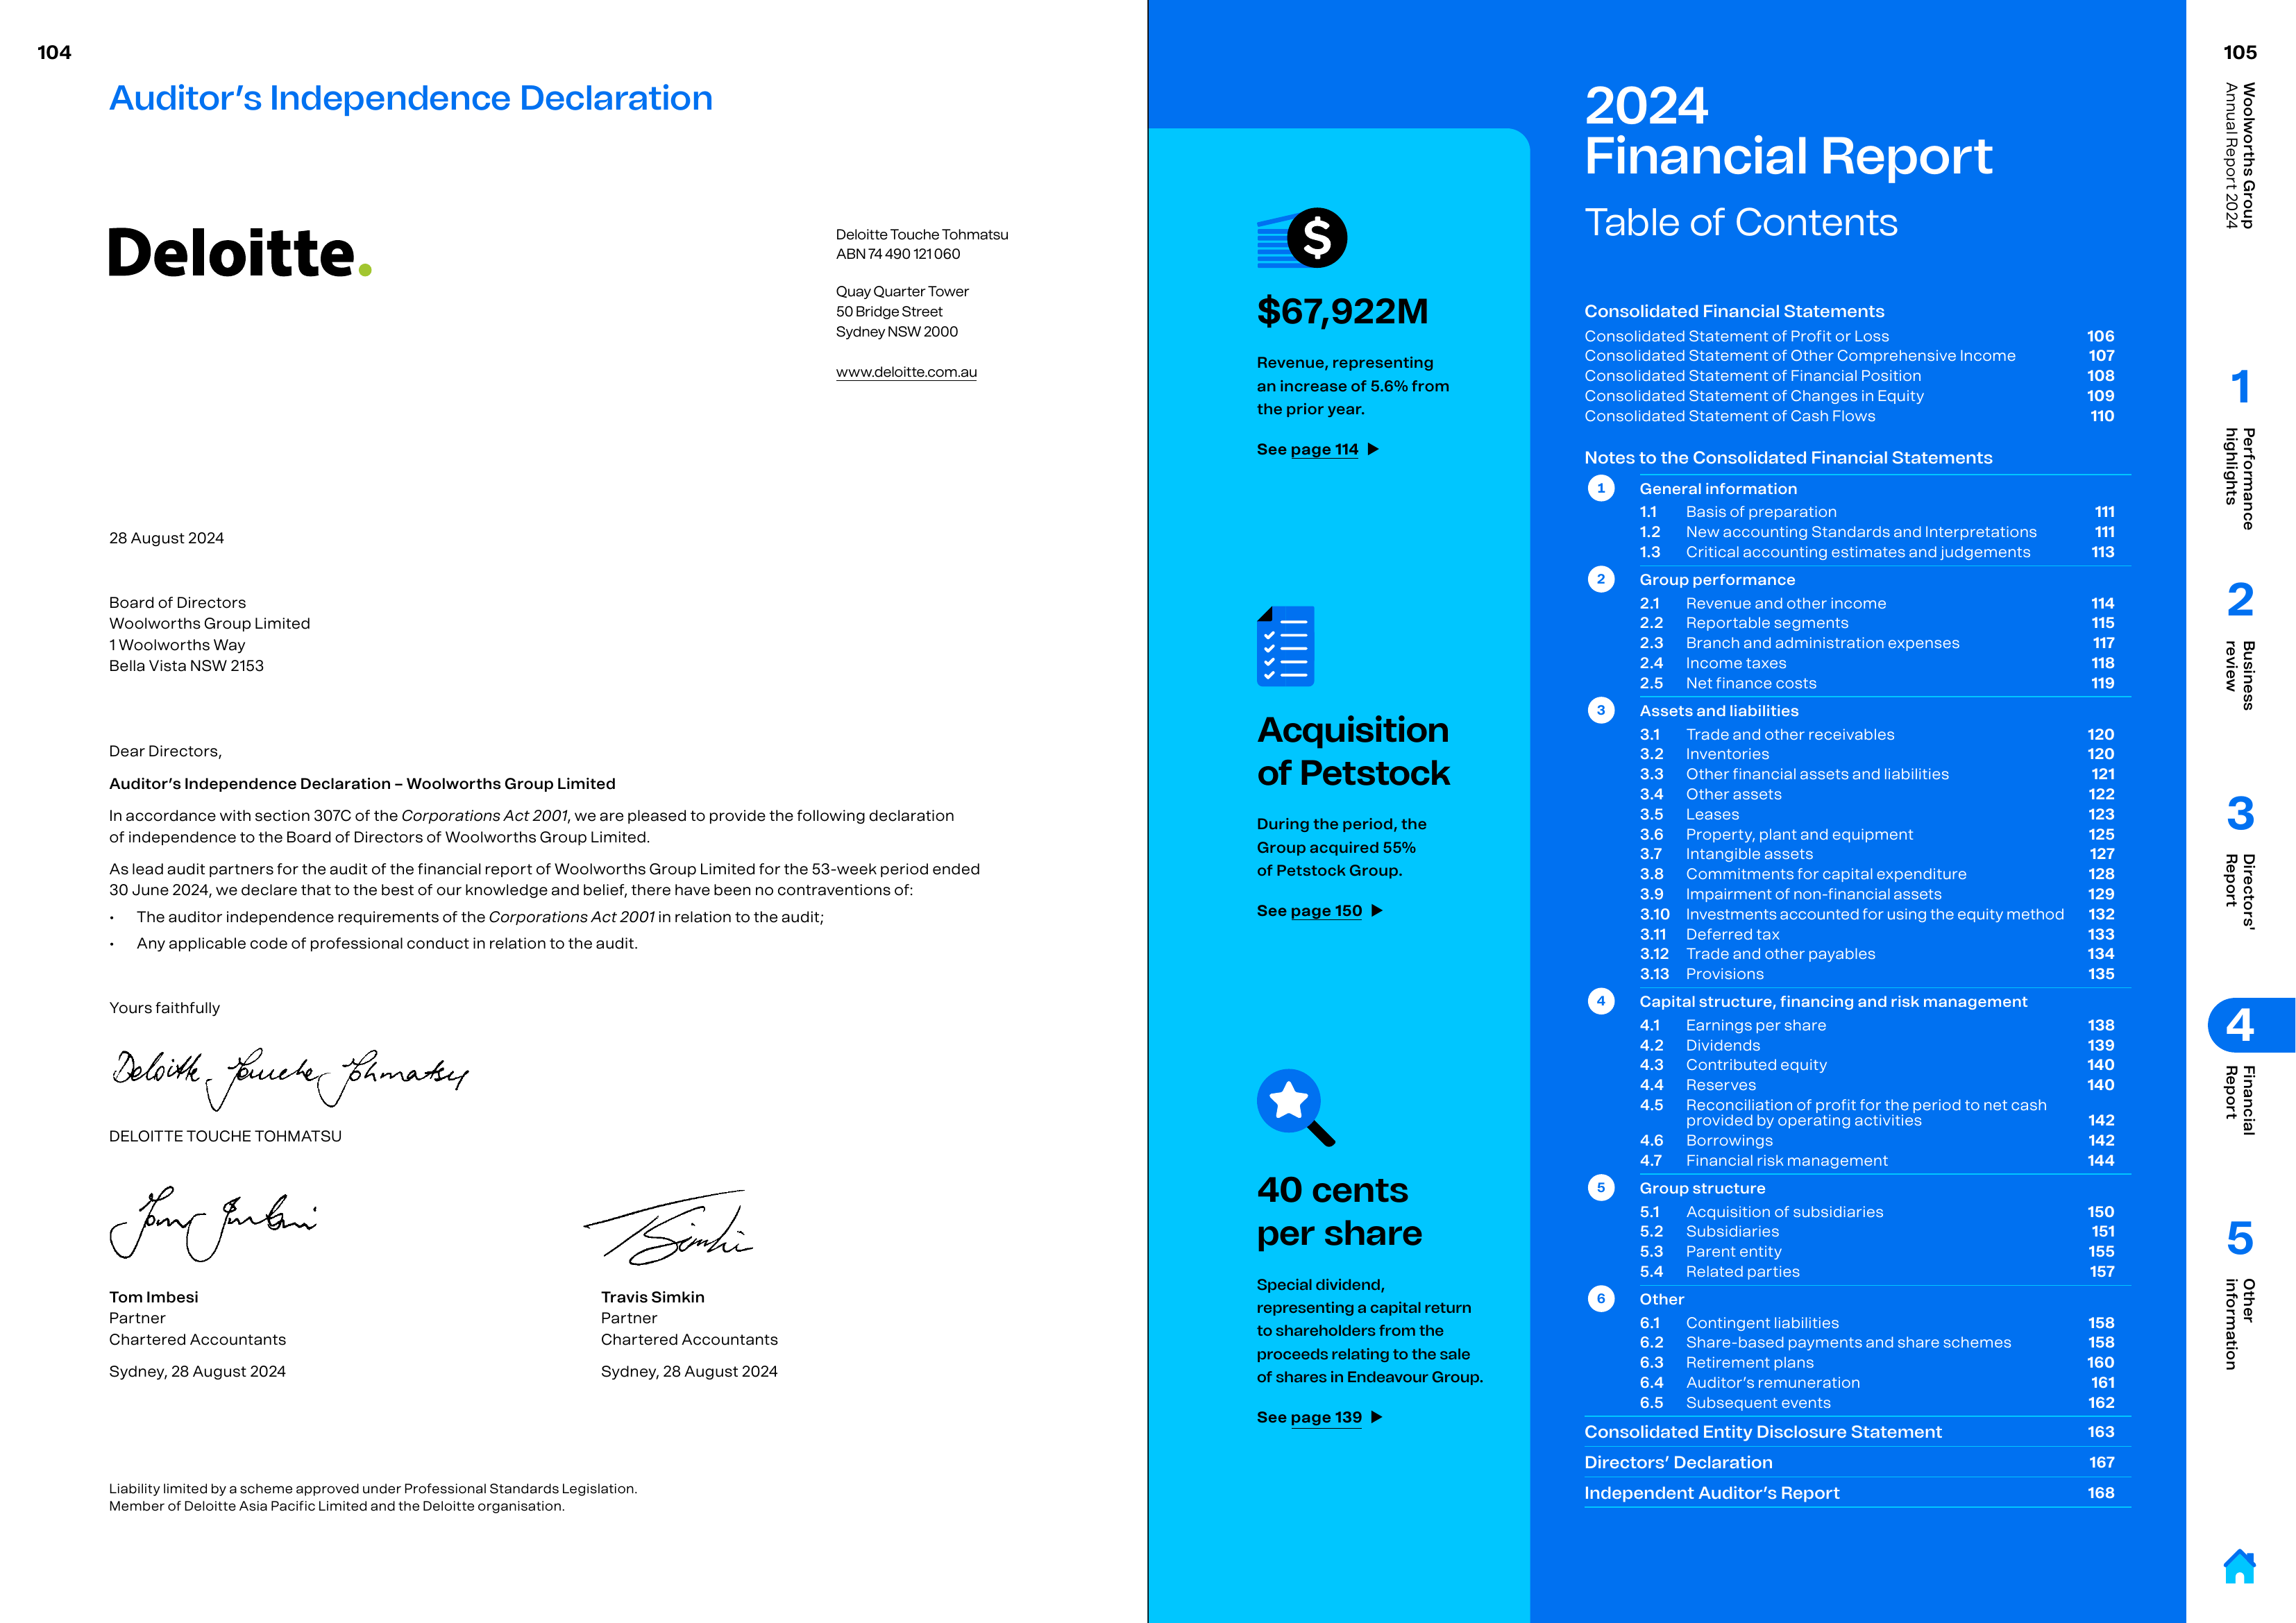 104
Auditor's Independence Declaration
Deloitte.
Deloitte Touche Tohmatsu
ABN 74 490 121 060
Quay Quarter Tower
50 Bridge Street
Sydney NSW 2000
www.deloitte.com.au
28 August 2024
Board of Directors
Woolworths Group Limited
1 Woolworths Way
Bella Vista NSW 2153
Dear Directors,
Auditor's Independence Declaration – Woolworths Group Limited
In accordance with section 307C of the Corporations Act 2001, we are pleased to provide the following declaration
of independence to the Board of Directors of Woolworths Group Limited.
As lead audit partners for the audit of the financial report of Woolworths Group Limited for the 53-week period ended
30 June 2024, we declare that to the best of our knowledge and belief, there have been no contraventions of:
• The auditor independence requirements of the Corporations Act 2001 in relation to the audit;
• Any applicable code of professional conduct in relation to the audit.
Yours faithfully
Deloitte Touche Tohmatsu
DELOITTE TOUCHE TOHMATSU
Tom Imbesi
Partner
Chartered Accountants
Sydney, 28 August 2024
TSimkin
Travis Simkin
Partner
Chartered Accountants
Sydney, 28 August 2024
Liability limited by a scheme approved under Professional Standards Legislation.
Member of Deloitte Asia Pacific Limited and the Deloitte organisation.
$
$67,922M
Revenue, representing
an increase of 5.6% from
the prior year.
See page 114
Acquisition
of Petstock
During the period, the
Group acquired 55%
of Petstock Group.
See page 150
40 cents
per share
Special dividend,
representing a capital return
to shareholders from the
proceeds relating to the sale
of shares in Endeavour Group.
See page 139
2024
Financial Report
Table of Contents
Consolidated Financial Statements
Consolidated Statement of Profit or Loss 106
Consolidated Statement of Other Comprehensive Income 107
Consolidated Statement of Financial Position 108
Consolidated Statement of Changes in Equity 109
Consolidated Statement of Cash Flows 110
Notes to the Consolidated Financial Statements
1 General information
1.1 Basis of preparation 111
1.2 New accounting Standards and Interpretations 111
1.3 Critical accounting estimates and judgements 113
2 Group performance
2.1 Revenue and other income 114
2.2 Reportable segments 115
2.3 Branch and administration expenses 117
2.4 Income taxes 118
2.5 Net finance costs 119
3 Assets and liabilities
3.1 Trade and other receivables 120
3.2 Inventories 120
3.3 Other financial assets and liabilities 121
3.4 Other assets 122
3.5 Leases 123
3.6 Property, plant and equipment 125
3.7 Intangible assets 127
3.8 Commitments for capital expenditure 128
3.9 Impairment of non-financial assets 129
3.10 Investments accounted for using the equity method 132
3.11 Deferred tax 133
3.12 Trade and other payables 134
3.13 Provisions 135
4 Capital structure, financing and risk management
4.1 Earnings per share 138
4.2 Dividends 139
4.3 Contributed equity 140
4.4 Reserves 140
4.5 Reconciliation of profit for the period to net cash
provided by operating activities 142
4.6 Borrowings 142
4.7 Financial risk management 144
5 Group structure
5.1 Acquisition of subsidiaries 150
5.2 Subsidiaries 151
5.3 Parent entity 155
5.4 Related parties 157
6 Other
6.1 Contingent liabilities 158
6.2 Share-based payments and share schemes 158
6.3 Retirement plans 160
6.4 Auditor's remuneration 161
6.5 Subsequent events 162
Consolidated Entity Disclosure Statement 163
Directors' Declaration 167
Independent Auditor's Report 168
105
Woolworths Group
Annual Report 2024
1
Performance
highlights
2
Business
review
3
Directors'
Report
4
Financial
Report
5
Other
information